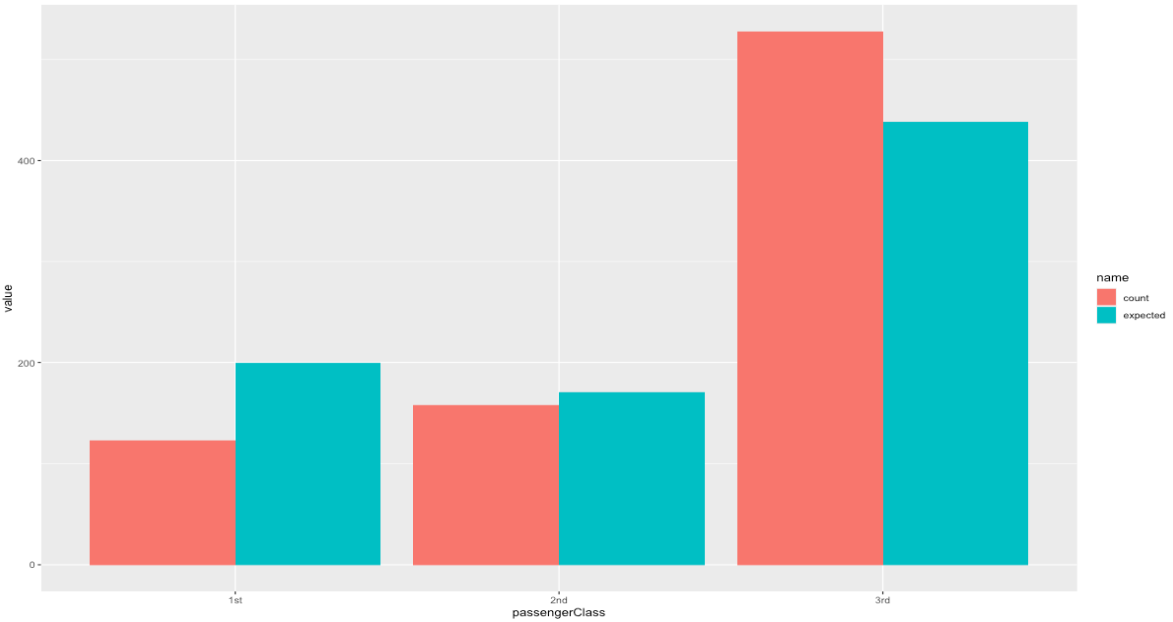 400
200
0
value
1st
2nd
3rd
passengerClass
name
count
expected